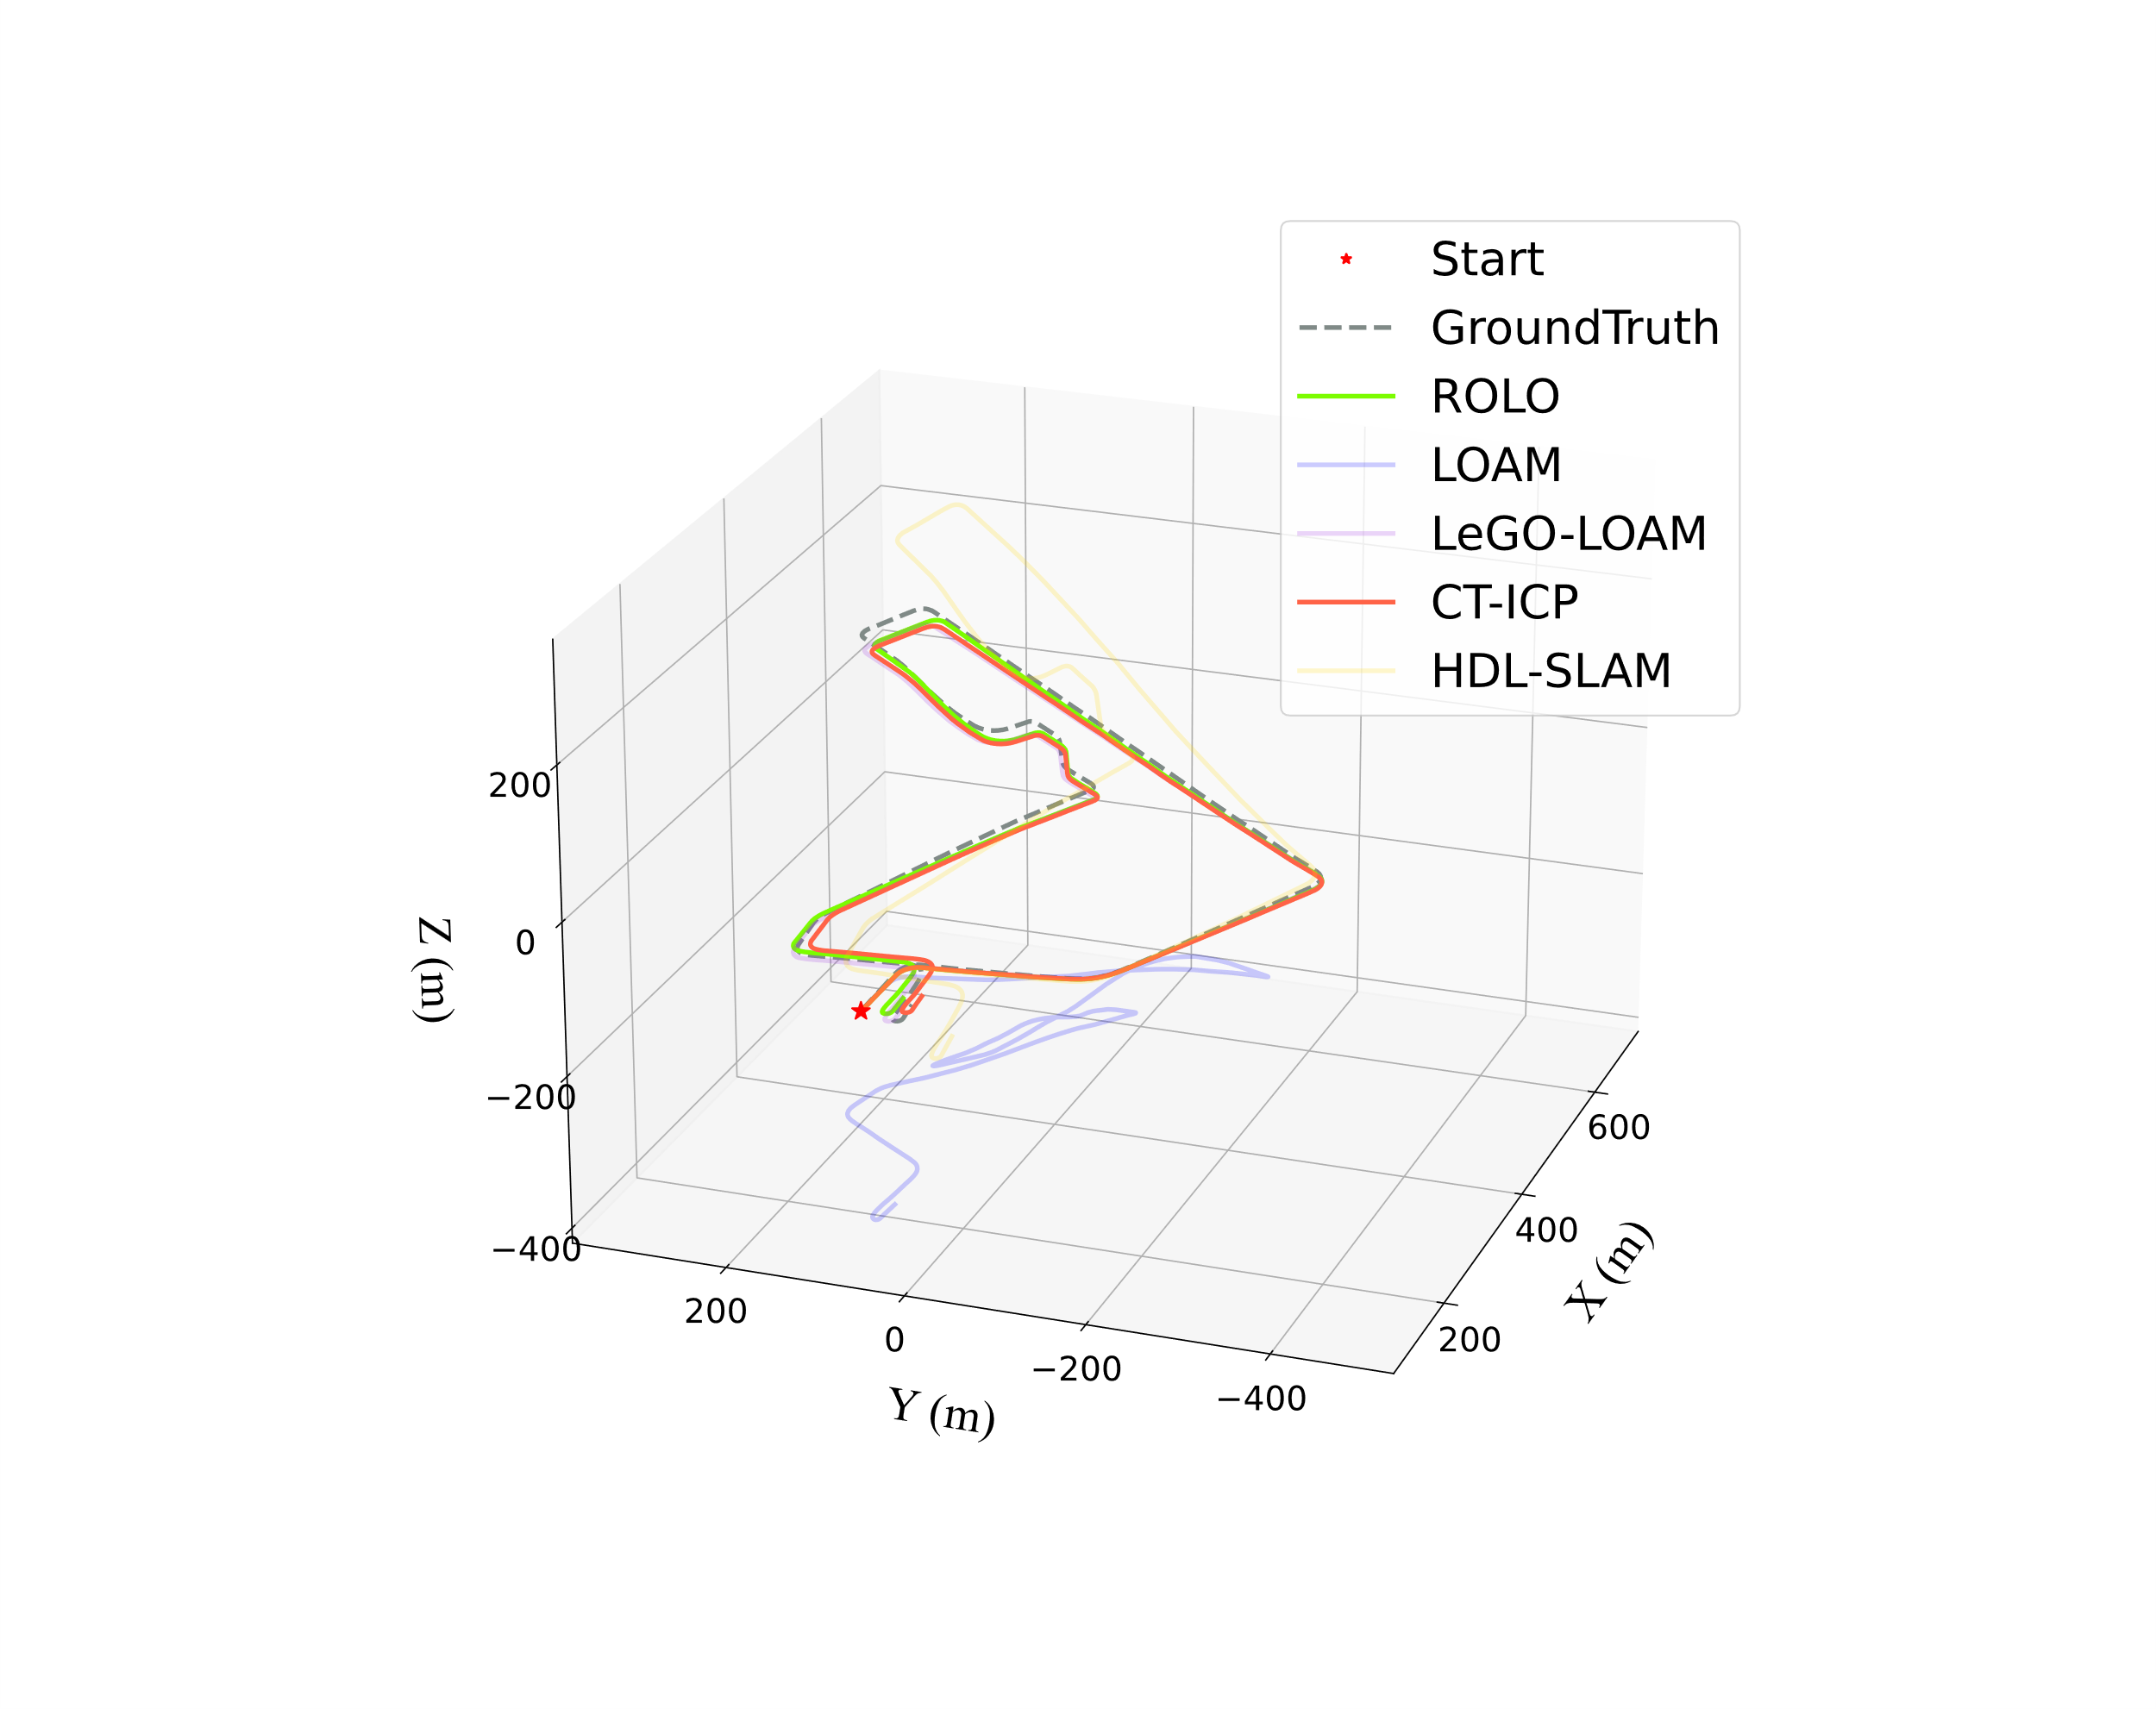 Start
GroundTruth
ROLO
LOAM
LeGO-LOAM
CT-ICP
HDL-SLAM
200
0
−200
−400
Z (m)
200
0
−200
−400
Y (m)
600
400
200
X (m)